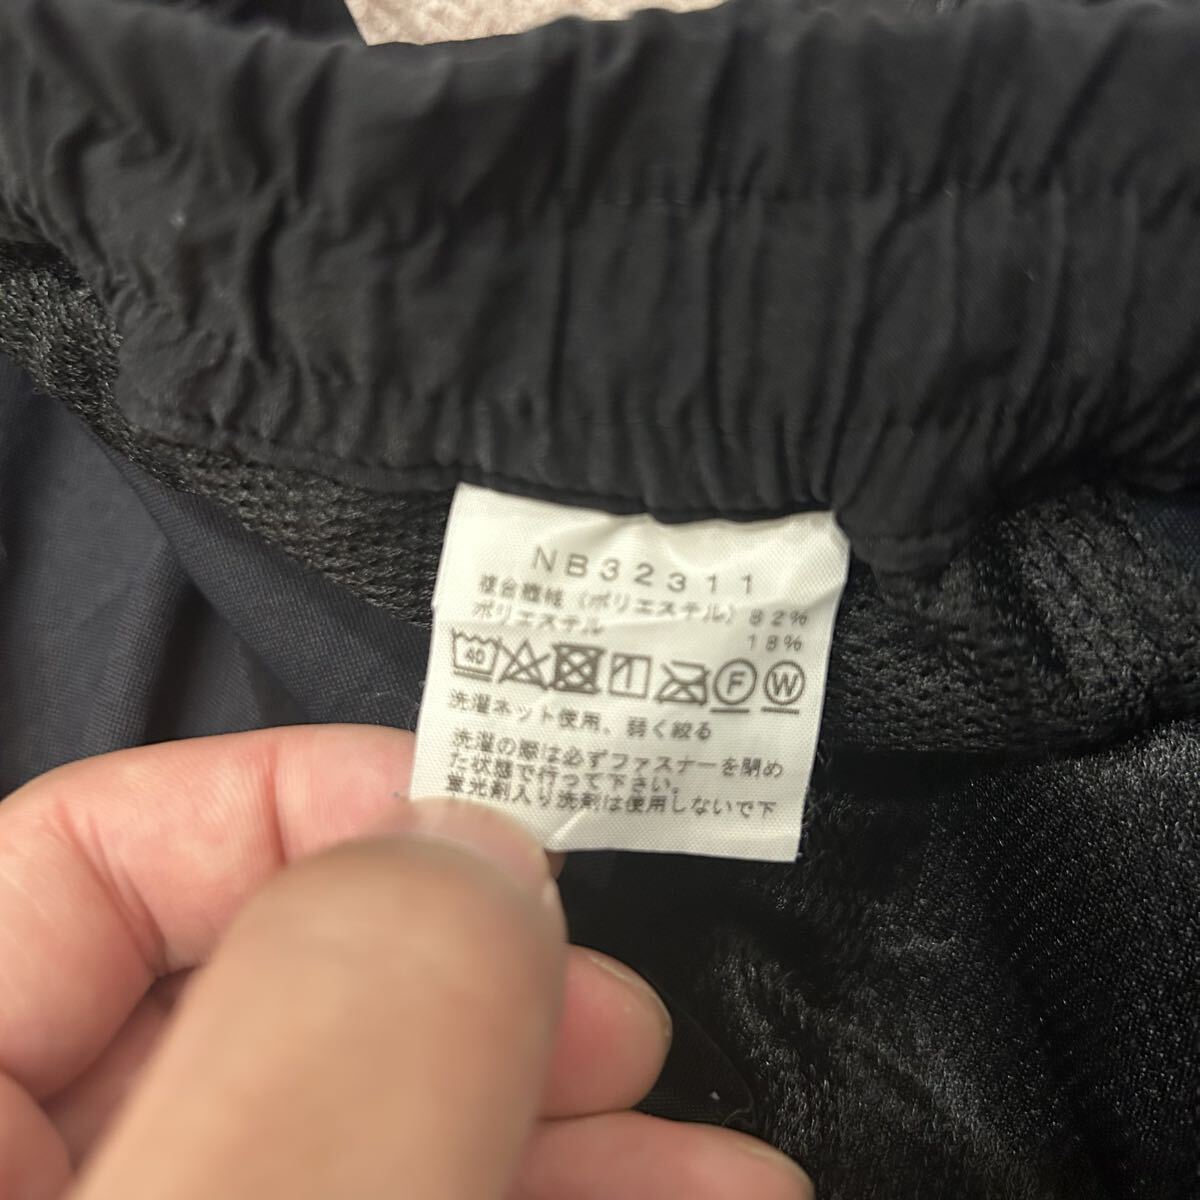 NB32311
複合繊維（ポリエステル）82%
ポリエステル 18%
40 F W
洗濯ネット使用、弱く絞る
洗濯の際は必ずファスナーを閉め
た状態で行って下さい。
蛍光剤入り洗剤は使用しないで下